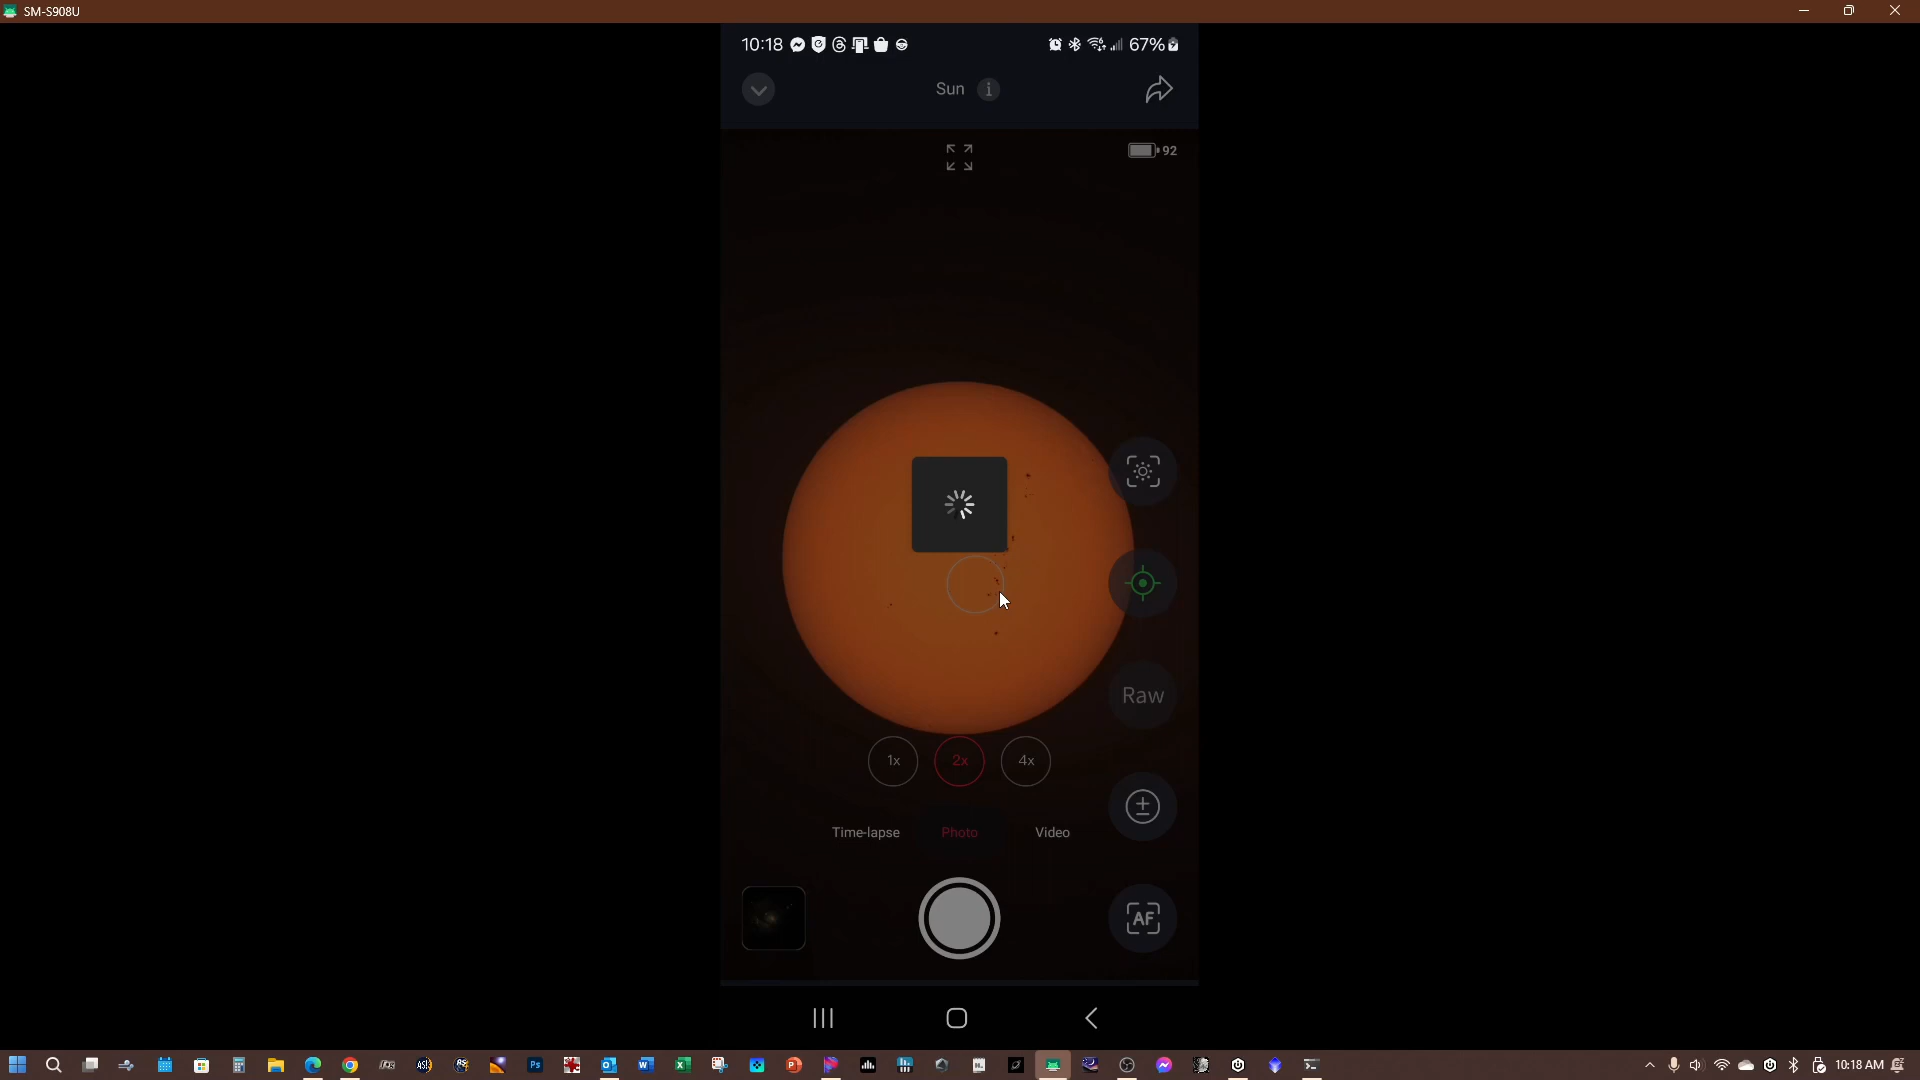 SM-S908U
10:18 67%
Sun
92
Raw
1x 2x 4x
Time-lapse Photo Video
AF
10:18 AM